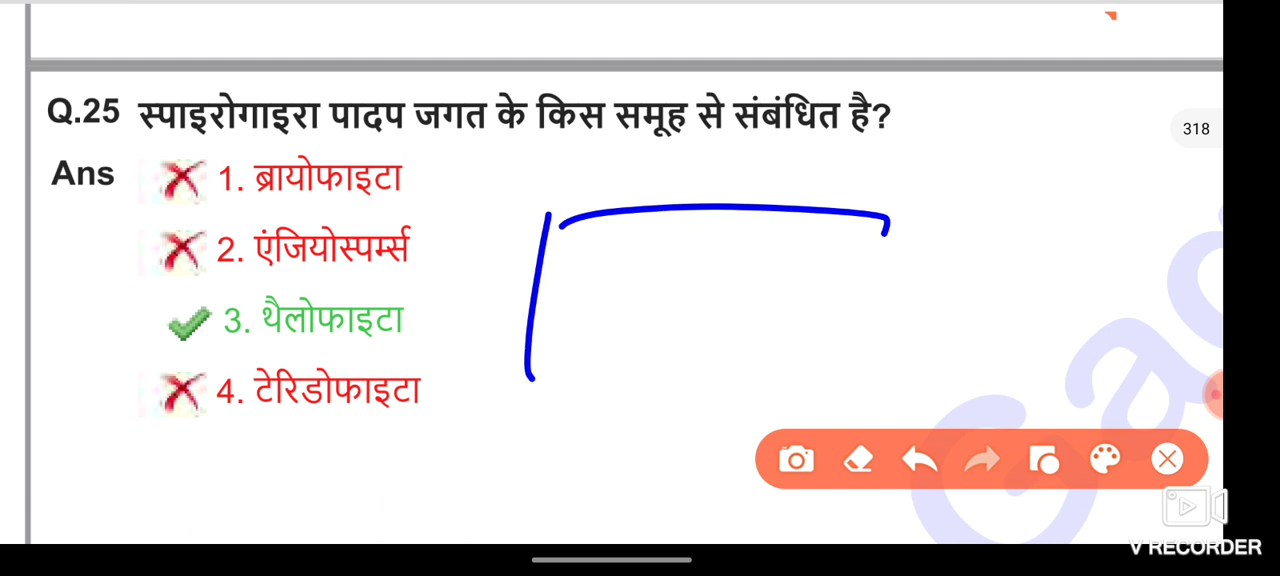 Q.25 स्पाइरोगाइरा पादप जगत के किस समूह से संबंधित है?
318
Ans 1. ब्रायोफाइटा
2. एंजियोस्पर्म्स
3. थैलोफाइटा
4. टेरिडोफाइटा
V RECORDER